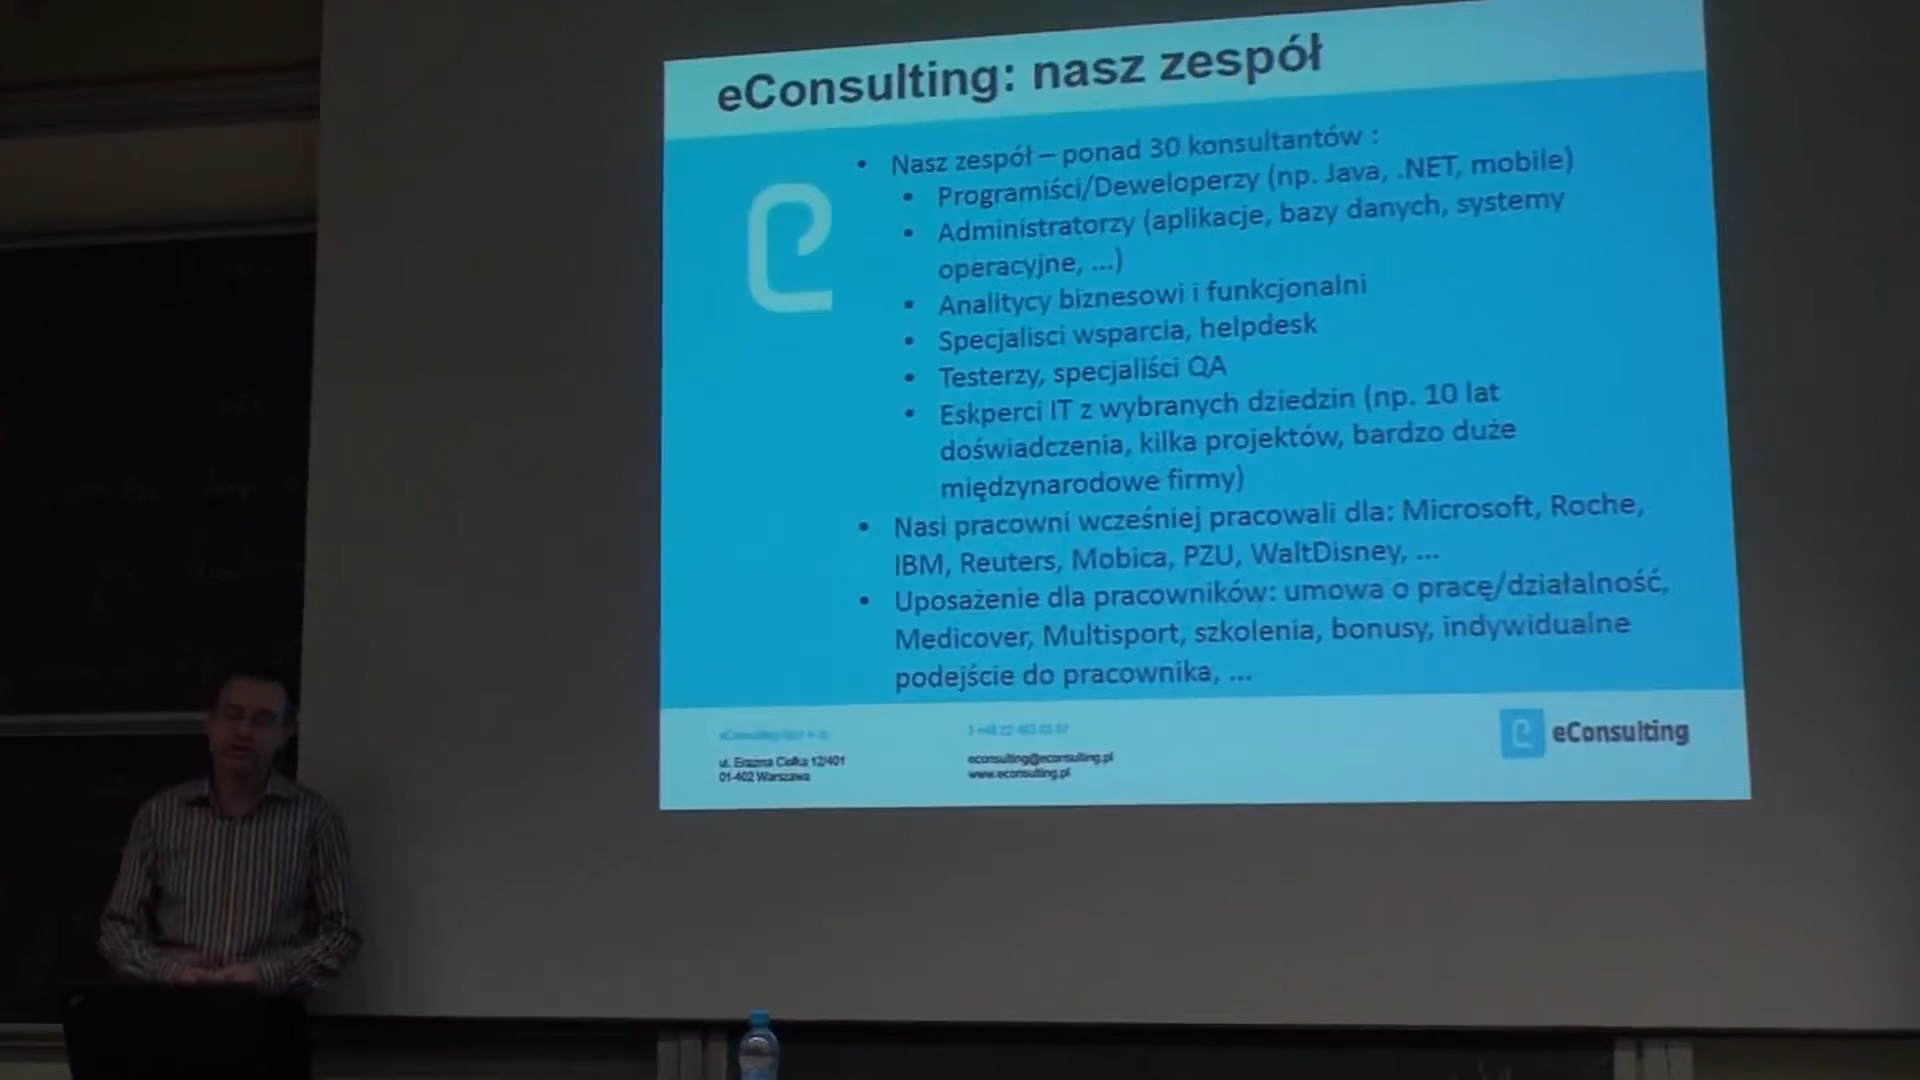 eConsulting: nasz zespół
• Nasz zespół – ponad 30 konsultantów :
• Programiści/Deweloperzy (np. Java, .NET, mobile)
• Administratorzy (aplikacje, bazy danych, systemy
operacyjne, ...)
• Analitycy biznesowi i funkcjonalni
• Specjalisci wsparcia, helpdesk
• Testerzy, specjaliści QA
• Eskperci IT z wybranych dziedzin (np. 10 lat
doświadczenia, kilka projektów, bardzo duże
międzynarodowe firmy)
• Nasi pracowni wcześniej pracowali dla: Microsoft, Roche,
IBM, Reuters, Mobica, PZU, WaltDisney, ...
• Uposażenie dla pracowników: umowa o pracę/działalność,
Medicover, Multisport, szkolenia, bonusy, indywidualne
podejście do pracownika, ...
eConsulting
ul. Erazma Ciołka 12/401
01-402 Warszawa
econsulting@econsulting.pl
www.econsulting.pl
eConsulting